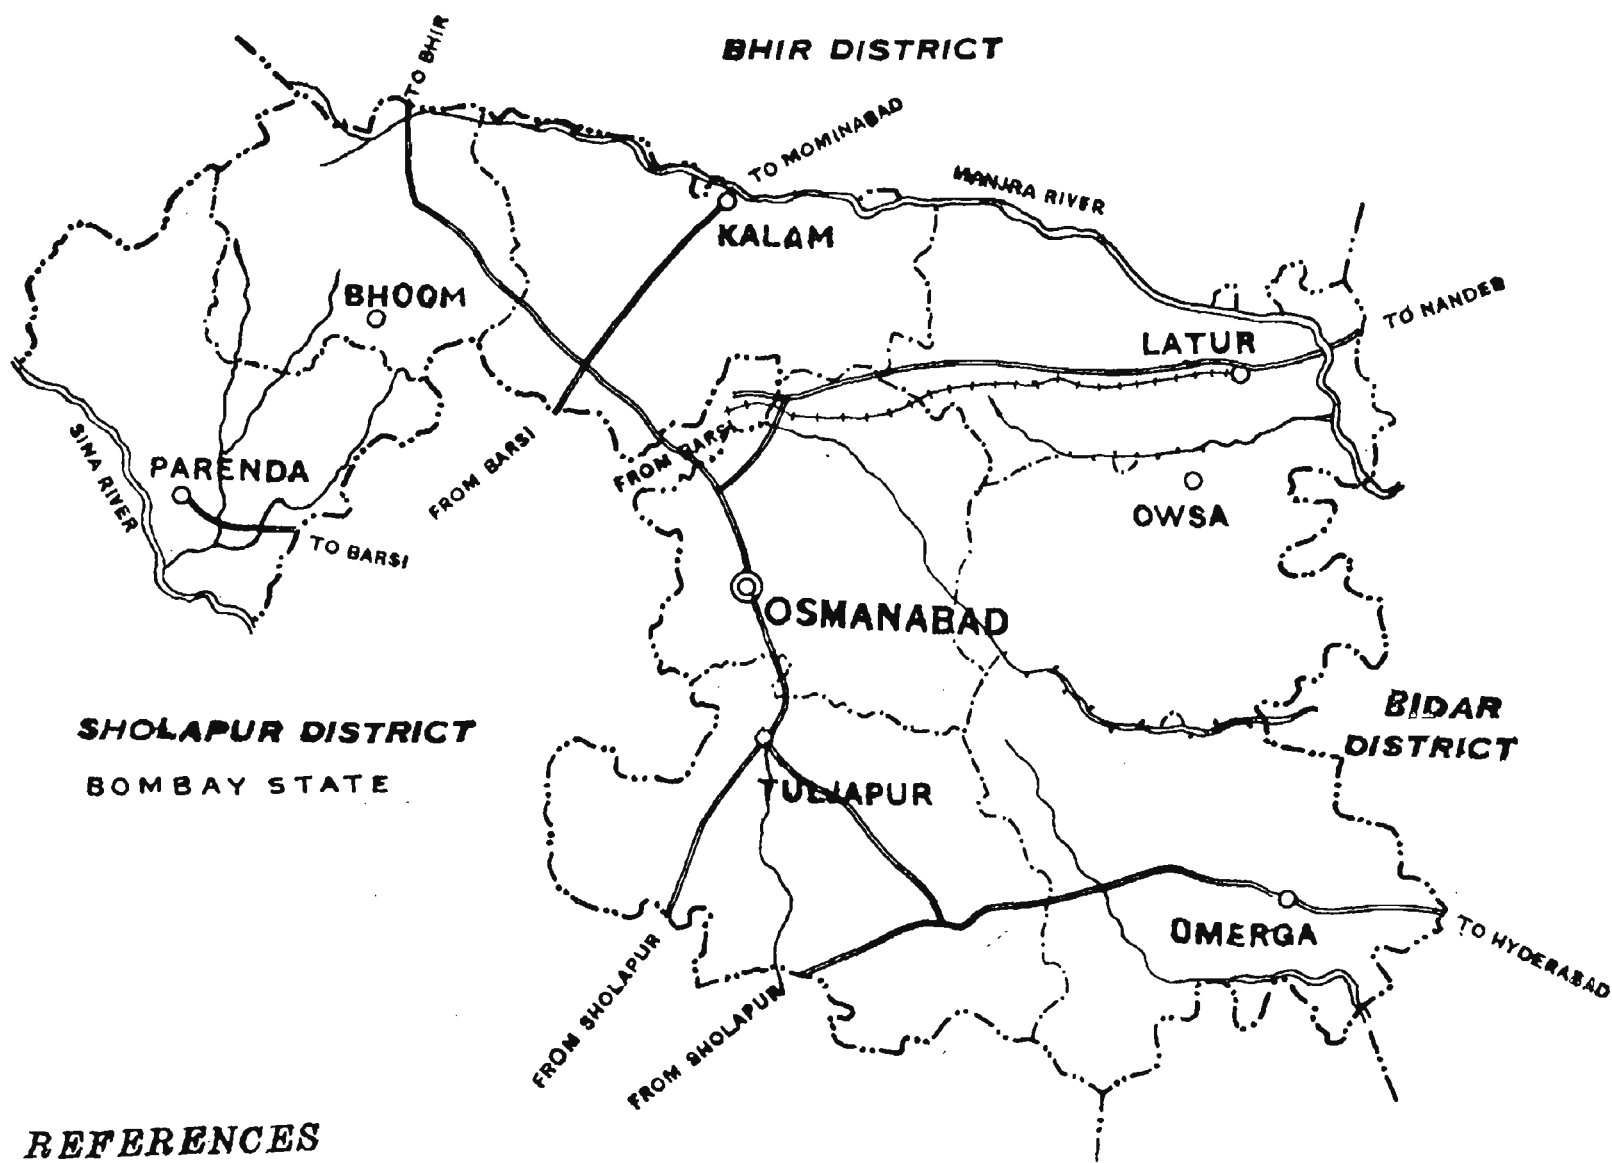 TO BHIR
BHIR DISTRICT
TO MOMINABAD
MANJRA RIVER
KALAM
BHOOM
TO NANDED
LATUR
SINA RIVER
PARENDA
FROM BARSI
FROM BARSI
OWSA
TO BARSI
OSMANABAD
SHOLAPUR DISTRICT
BOMBAY STATE
BIDAR
DISTRICT
TULJAPUR
OMERGA
TO HYDERABAD
FROM SHOLAPUR
FROM SHOLAPUR
REFERENCES